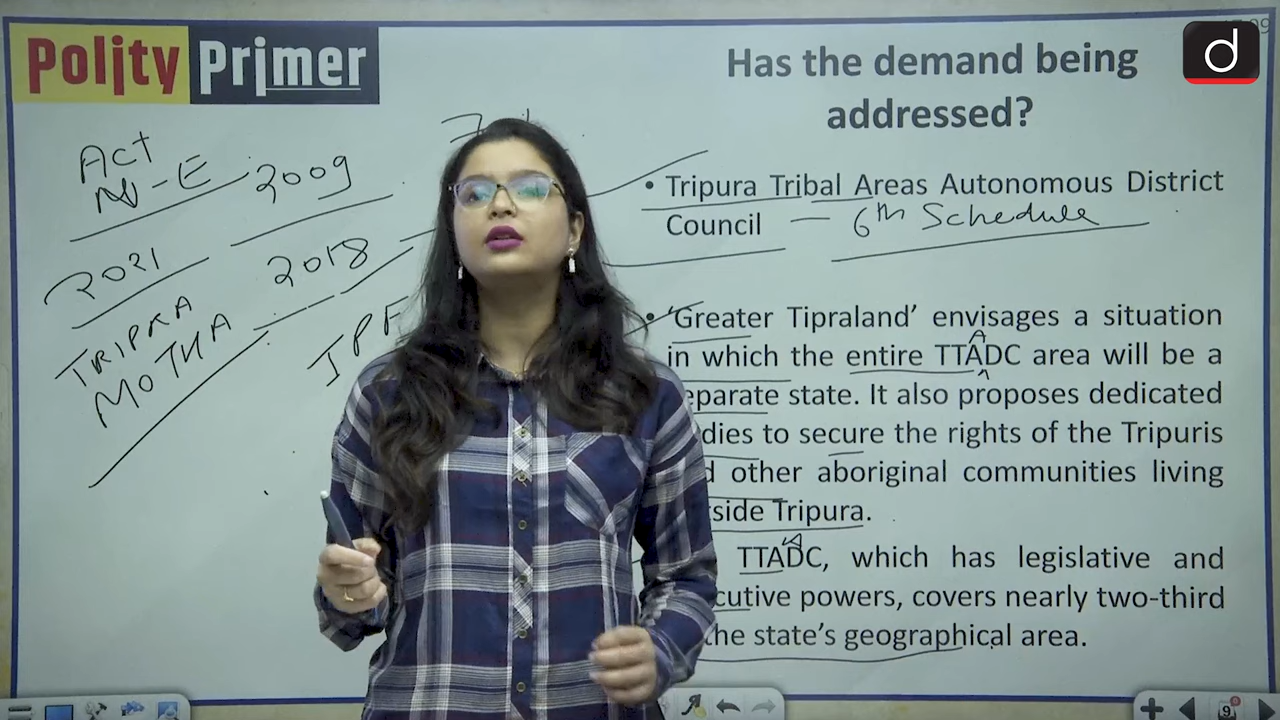 Polity Primer
Has the demand being
addressed?
d
ACT
N-E
2009
2021
2018
TRIPRA
MOTHA
IPF
• Tripura Tribal Areas Autonomous District
Council — 6th Schedule
• 'Greater Tipraland' envisages a situation
in which the entire TTADC area will be a
eparate state. It also proposes dedicated
dies to secure the rights of the Tripuris
d other aboriginal communities living
side Tripura.
TTADC, which has legislative and
cutive powers, covers nearly two-third
the state's geographical area.
9